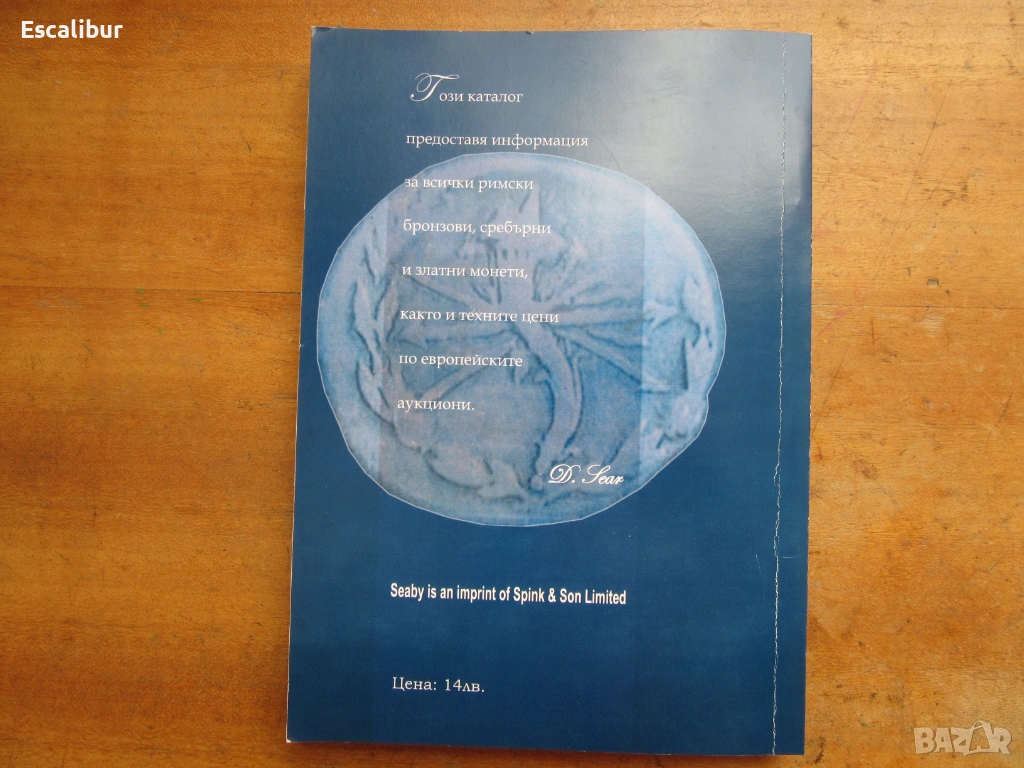 Escalibur
Този каталог
предоставя информация
за всички римски
бронзови, сребърни
и златни монети,
както и техните цени
по европейските
аукциони.
D. Sear
Seaby is an imprint of Spink & Son Limited
Цена: 14лв.
BAZAR